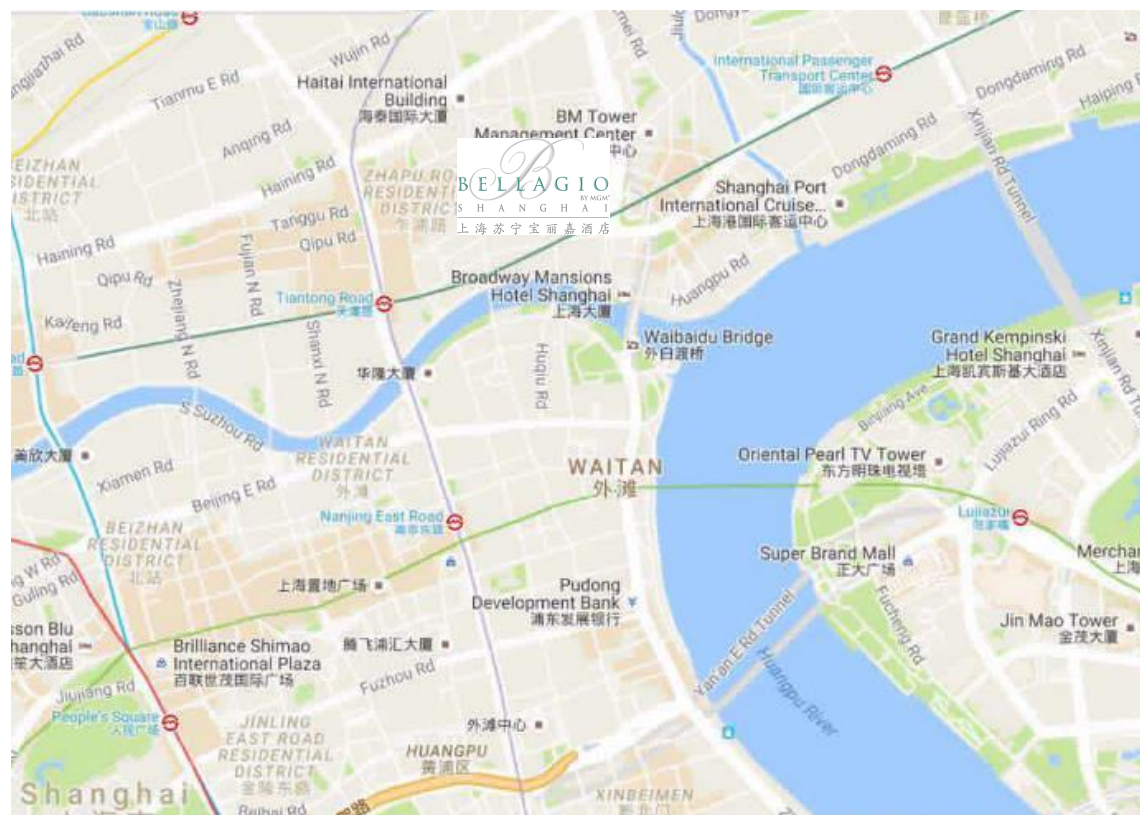 宝山路
Wujin Rd
Tianmu E Rd
Haitai International
Building
海泰国际大厦
BM Tower
Management Center
中心
International Passenger
Transport Center
国际客运中心
Dongdaming Rd
Haiping
Anqing Rd
Haining Rd
Xinjian Rd Tunnel
Dongdaming Rd
BELLAGIO
BY MGM
SHANGHAI
上海苏宁宝丽嘉酒店
Shanghai Port
International Cruise...
上海港国际客运中心
Tanggu Rd
Qipu Rd
Haining Rd
Fujian N Rd
Qipu Rd
Zhejiang N Rd
Broadway Mansions
Hotel Shanghai
上海大厦
Huangpu Rd
Tiantong Road
天潼路
Kaifeng Rd
Shanxi N Rd
Waibaidu Bridge
外白渡桥
Grand Kempinski
Hotel Shanghai
上海凯宾斯基大酒店
Xinjian Rd
华隆大厦
Huqiu Rd
Binjiang Ave
Lujiazui Ring Rd
S Suzhou Rd
WAITAN
RESIDENTIAL
DISTRICT
外滩
美欣大厦
Xiamen Rd
Beijing E Rd
WAITAN
外滩
Oriental Pearl TV Tower
东方明珠电视塔
Nanjing East Road
南京东路
Lujiazui
陆家嘴
BEIZHAN
RESIDENTIAL
DISTRICT
北站
Super Brand Mall
正大广场
Guling Rd
上海置地广场
Pudong
Development Bank
浦东发展银行
Yan'an E Rd Tunnel
Fucheng Rd
Jin Mao Tower
金茂大厦
Brilliance Shimao
International Plaza
百联世茂国际广场
腾飞浦汇大厦
Fuzhou Rd
Huangpu River
Jiujiang Rd
People's Square
人民广场
外滩中心
JINLING
EAST ROAD
RESIDENTIAL
DISTRICT
金陵东路
HUANGPU
黄浦区
XINBEIMEN
Shanghai